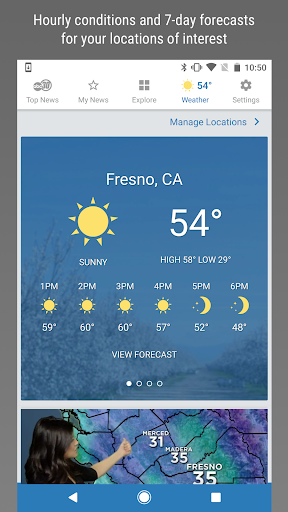 Hourly conditions and 7-day forecasts
for your locations of interest
10:50
abc30
54°
Top News
My News
Explore
Weather
Settings
Manage Locations
Fresno, CA
54°
SUNNY
HIGH 58° LOW 29°
1PM 2PM 3PM 4PM 5PM 6PM
59° 60° 60° 57° 52° 48°
VIEW FORECAST
MERCED
31
MADERA
35
FRESNO
35